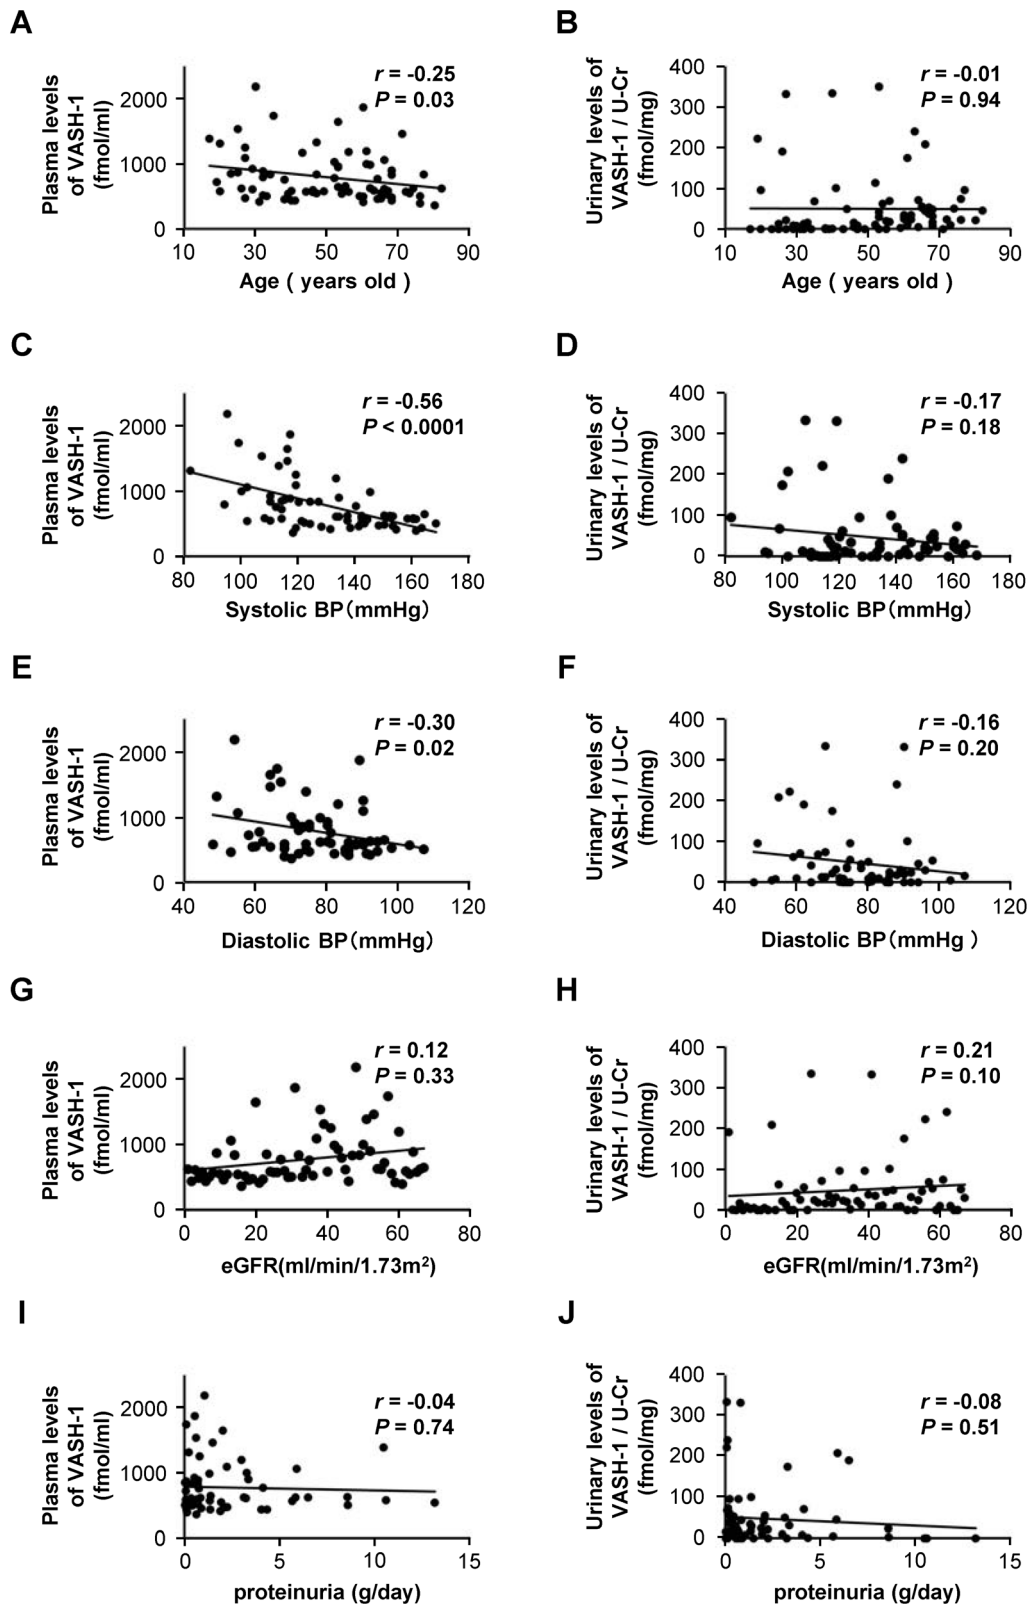 A
Plasma levels
of VASH-1
(fmol/ml)
2000
1000
0
r = -0.25
P = 0.03
10 30 50 70 90
Age ( years old )
B
Urinary levels of
VASH-1 / U-Cr
(fmol/mg)
400
300
200
100
0
r = -0.01
P = 0.94
10 30 50 70 90
Age ( years old )
C
Plasma levels
of VASH-1
(fmol/ml)
2000
1000
0
r = -0.56
P < 0.0001
80 100 120 140 160 180
Systolic BP(mmHg)
D
Urinary levels of
VASH-1 / U-Cr
(fmol/mg)
400
300
200
100
0
r = -0.17
P = 0.18
80 100 120 140 160 180
Systolic BP(mmHg)
E
Plasma levels
of VASH-1
(fmol/ml)
2000
1000
0
r = -0.30
P = 0.02
40 60 80 100 120
Diastolic BP(mmHg)
F
Urinary levels of
VASH-1 / U-Cr
(fmol/mg)
400
300
200
100
0
r = -0.16
P = 0.20
40 60 80 100 120
Diastolic BP(mmHg )
G
Plasma levels
of VASH-1
(fmol/ml)
2000
1000
0
r = 0.12
P = 0.33
0 20 40 60 80
eGFR(ml/min/1.73m²)
H
Urinary levels of
VASH-1 / U-Cr
(fmol/mg)
400
300
200
100
0
r = 0.21
P = 0.10
0 20 40 60 80
eGFR(ml/min/1.73m²)
I
Plasma levels
of VASH-1
(fmol/ml)
2000
1000
0
r = -0.04
P = 0.74
0 5 10 15
proteinuria (g/day)
J
Urinary levels of
VASH-1 / U-Cr
(fmol/mg)
400
300
200
100
0
r = -0.08
P = 0.51
0 5 10 15
proteinuria (g/day)